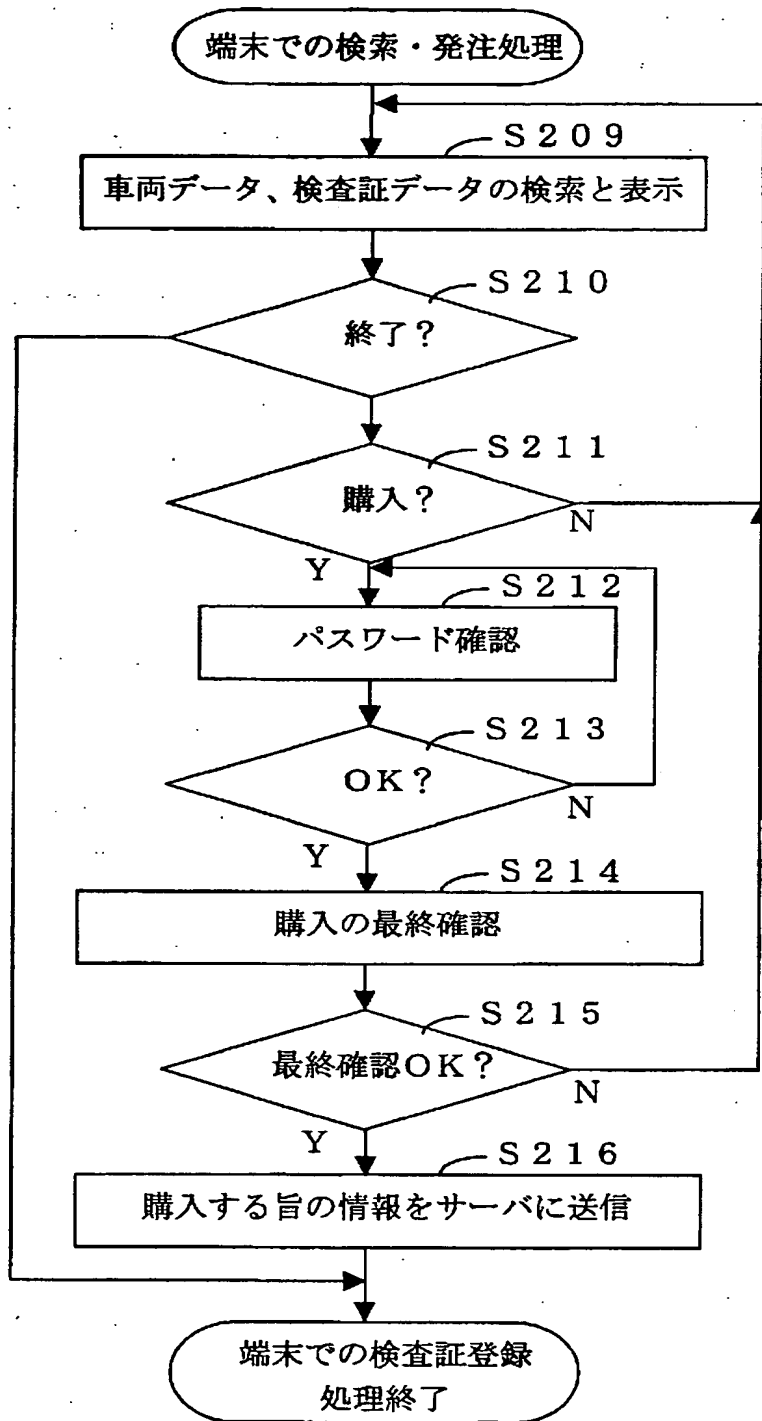 端末での検索・発注処理
S209
車両データ、検査証データの検索と表示
S210
終了?
S211
購入?
N
Y
S212
パスワード確認
S213
OK?
N
Y
S214
購入の最終確認
S215
最終確認OK?
N
Y
S216
購入する旨の情報をサーバに送信
端末での検査証登録
処理終了